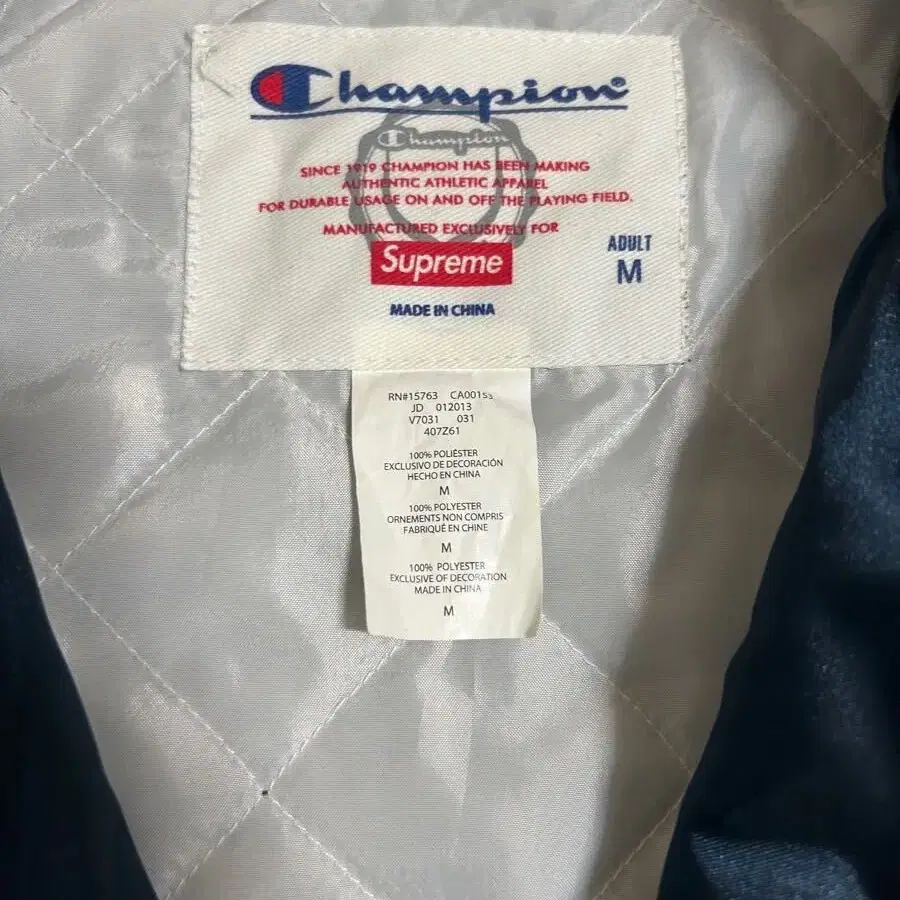 Champion
Champion
SINCE 1919 CHAMPION HAS BEEN MAKING
AUTHENTIC ATHLETIC APPAREL
FOR DURABLE USAGE ON AND OFF THE PLAYING FIELD.
MANUFACTURED EXCLUSIVELY FOR
Supreme
ADULT
M
MADE IN CHINA
RN#15763
JD 012013
V7031 031
407Z61
100% POLIÉSTER
EXCLUSIVO DE DECORACIÓN
HECHO EN CHINA
M
100% POLYESTER
ORNEMENTS NON COMPRIS
FABRIQUÉ EN CHINE
M
100% POLYESTER
EXCLUSIVE OF DECORATION
MADE IN CHINA
M